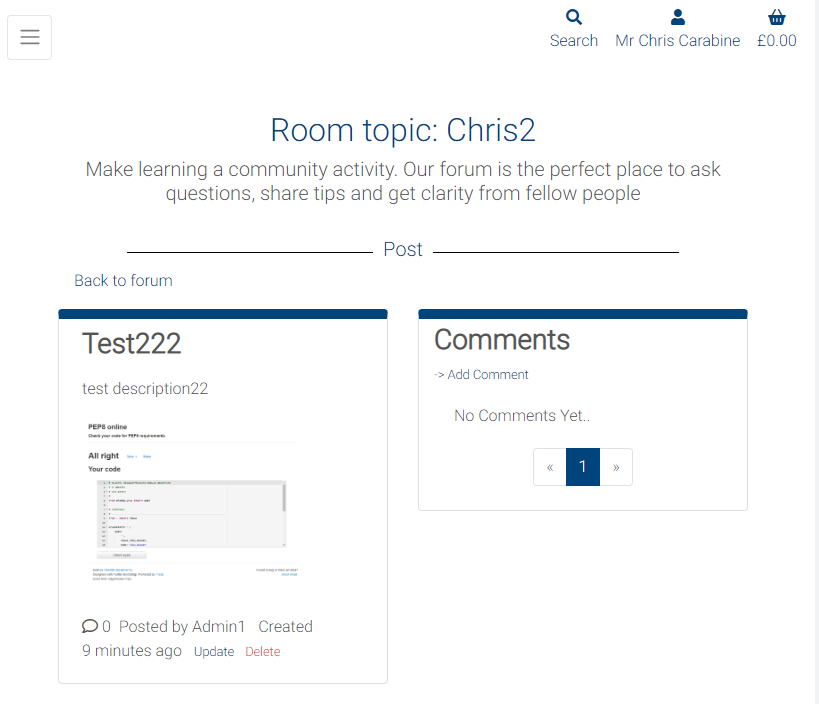 Search
Mr Chris Carabine
£0.00
Room topic: Chris2
Make learning a community activity. Our forum is the perfect place to ask
questions, share tips and get clarity from fellow people
Post
Back to forum
Test222
test description22
PEP8 online
Check your code for PEP8 requirements
All right
Your code
0 Posted by Admin1 Created
9 minutes ago Update Delete
Comments
-> Add Comment
No Comments Yet..
« 1 »